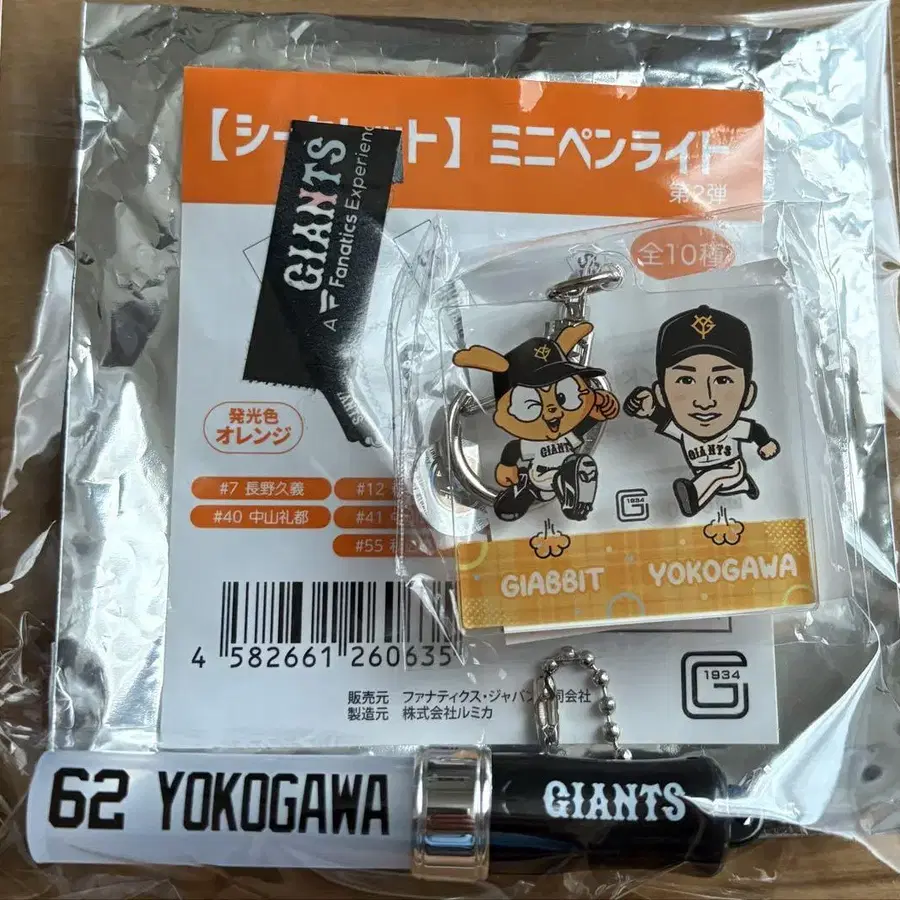 【シークレット】ミニペンライト
第2弾
全10種
GIANTS
A Fanatics Experience
GIANTS
発光色
オレンジ
#7 長野久義
#12
#40 中山礼都
#41
#55
YG
YG
GIANTS
GIANTS
G 1934
GIABBIT
YOKOGAWA
4 582661 260635
販売元 ファナティクス・ジャパン
製造元 株式会社ルミカ
G 1934
62 YOKOGAWA
GIANTS